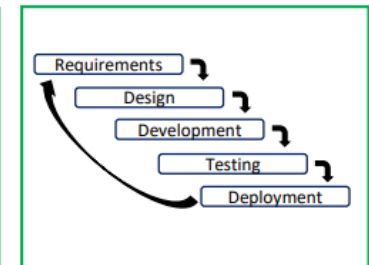 Requirements
Design
Development
Testing
Deployment